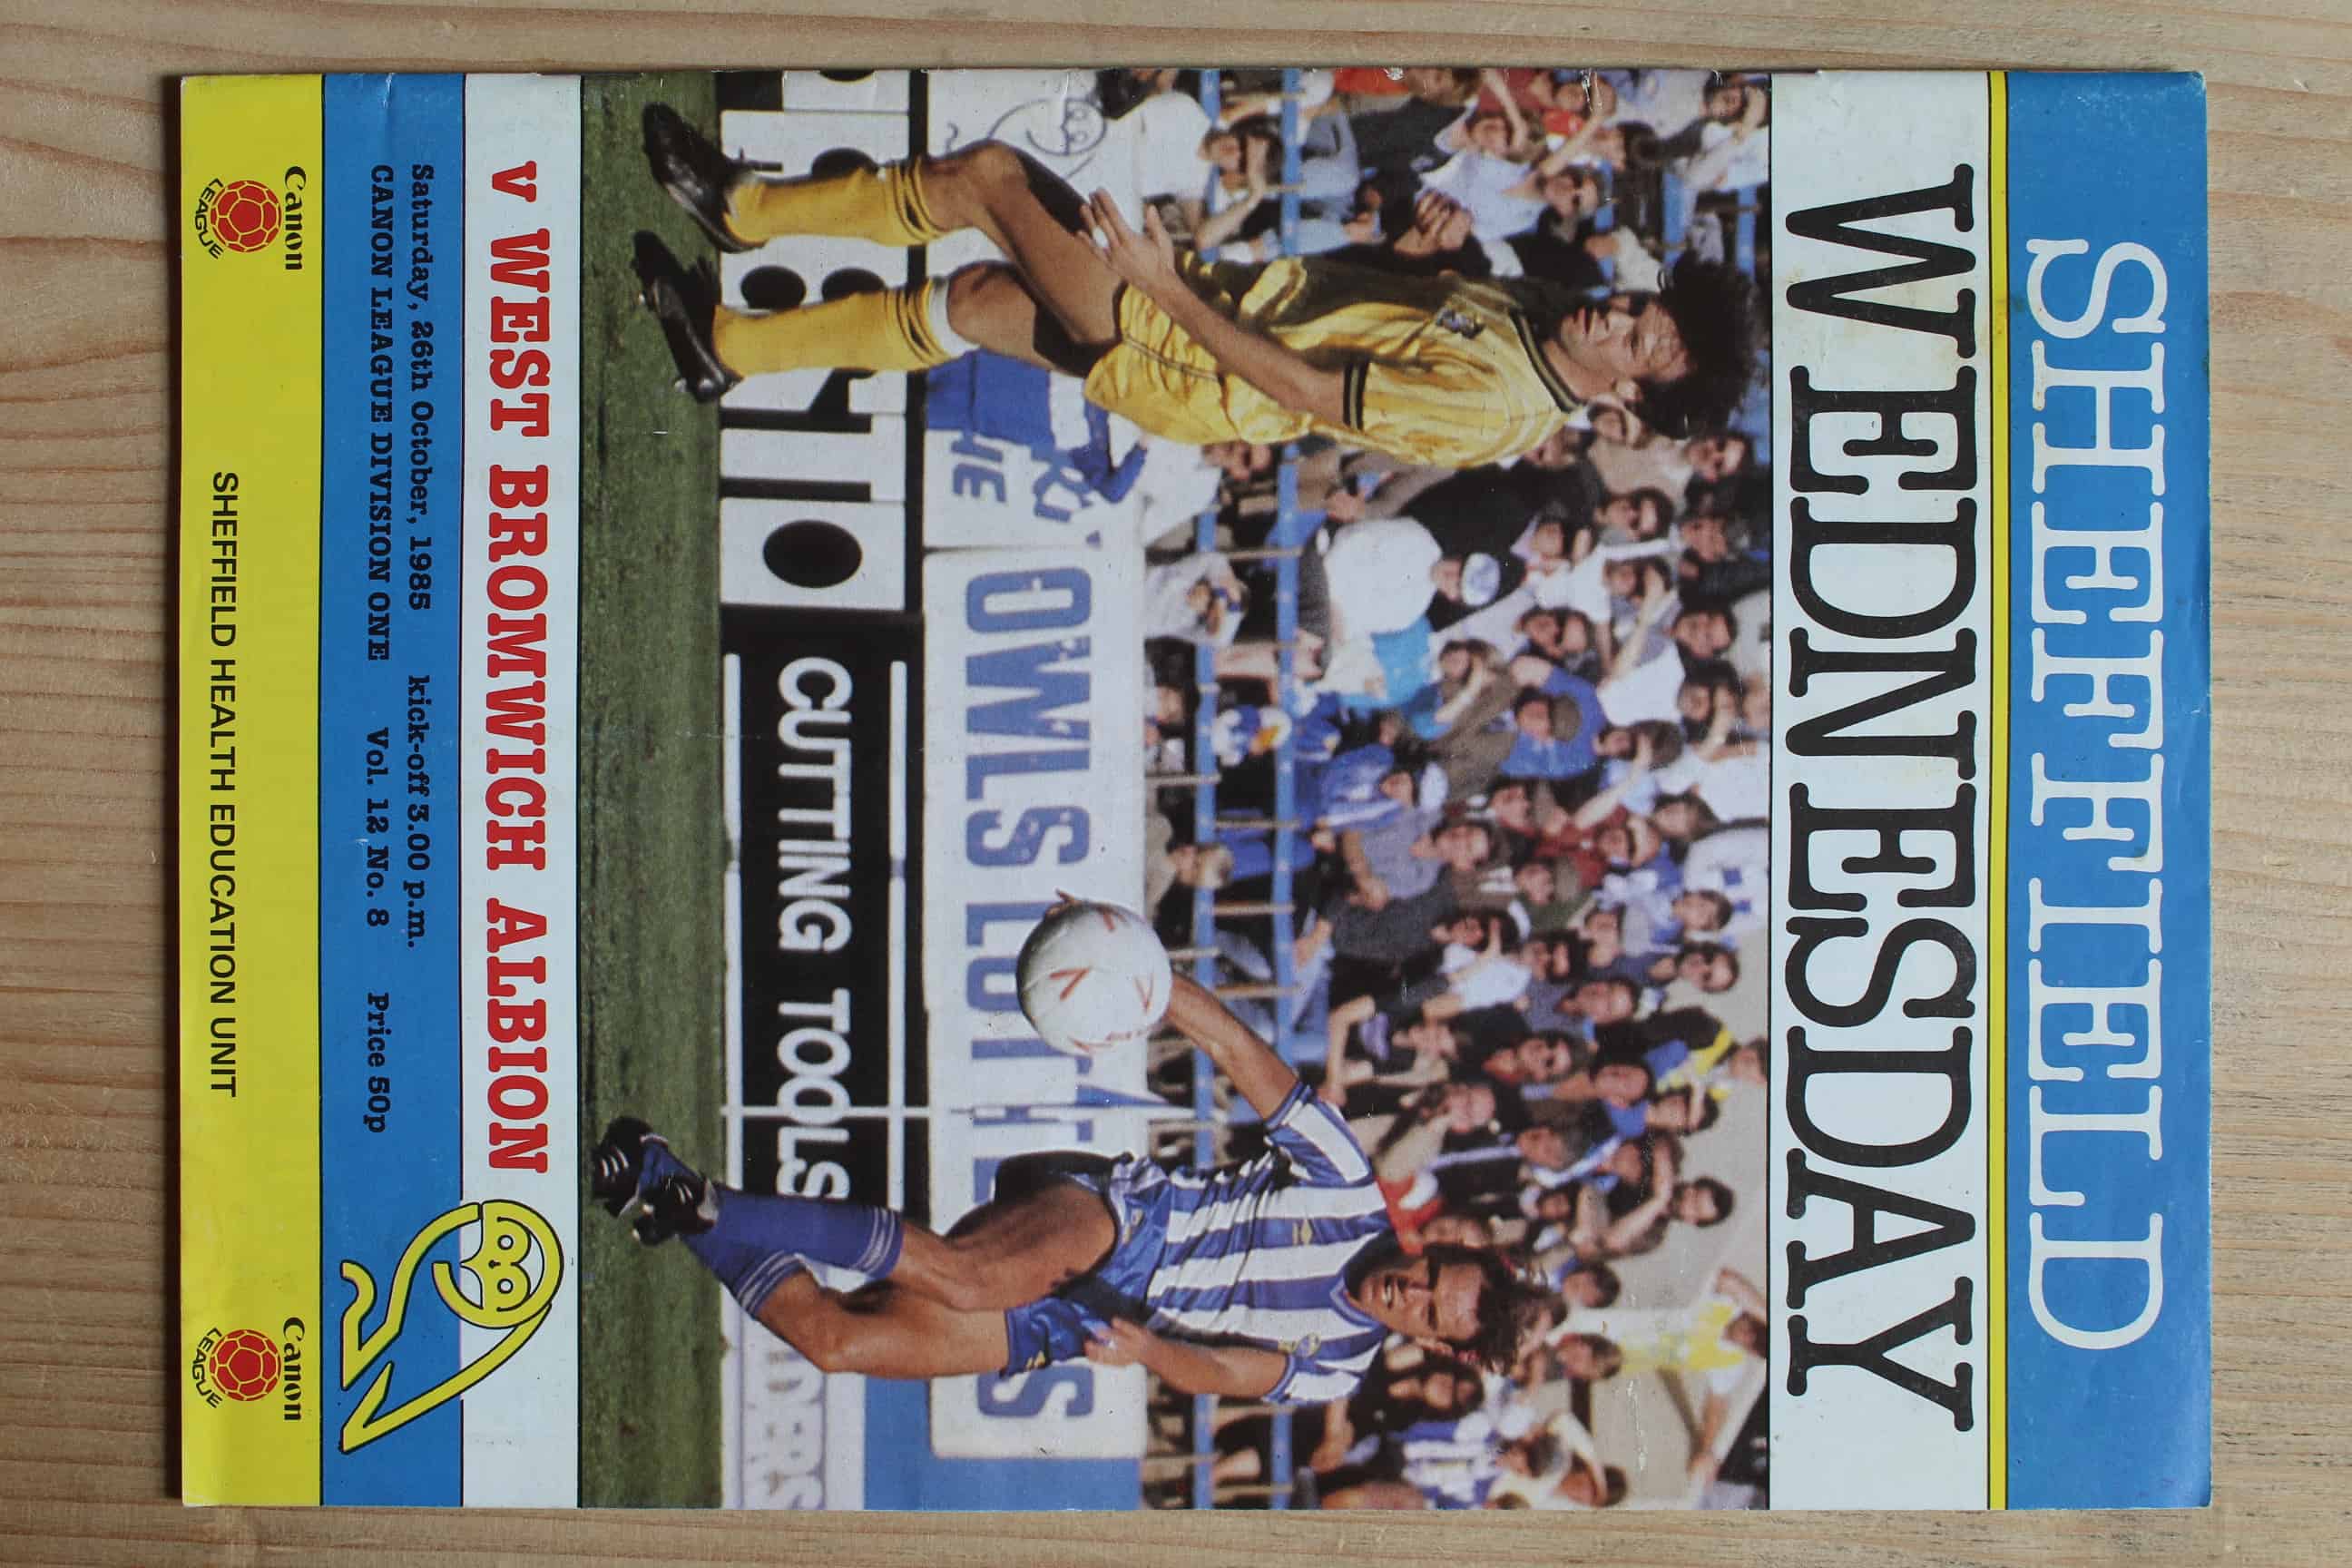 SHEFFIELD
WEDNESDAY
OWLS LOTTE S
CUTTING TOOLS
v WEST BROMWICH ALBION
Saturday, 26th October, 1985 kick-off 3.00 p.m.
CANON LEAGUE DIVISION ONE Vol. 12 No. 8 Price 50p
Canon
LEAGUE
Canon
LEAGUE
SHEFFIELD HEALTH EDUCATION UNIT